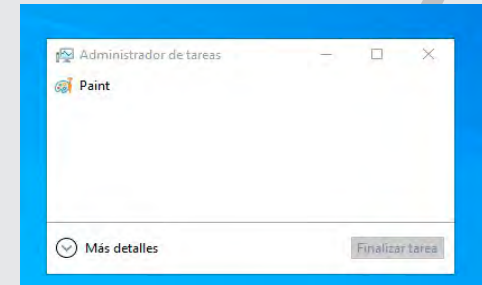 Administrador de tareas
Paint
Más detalles
Finalizar tarea